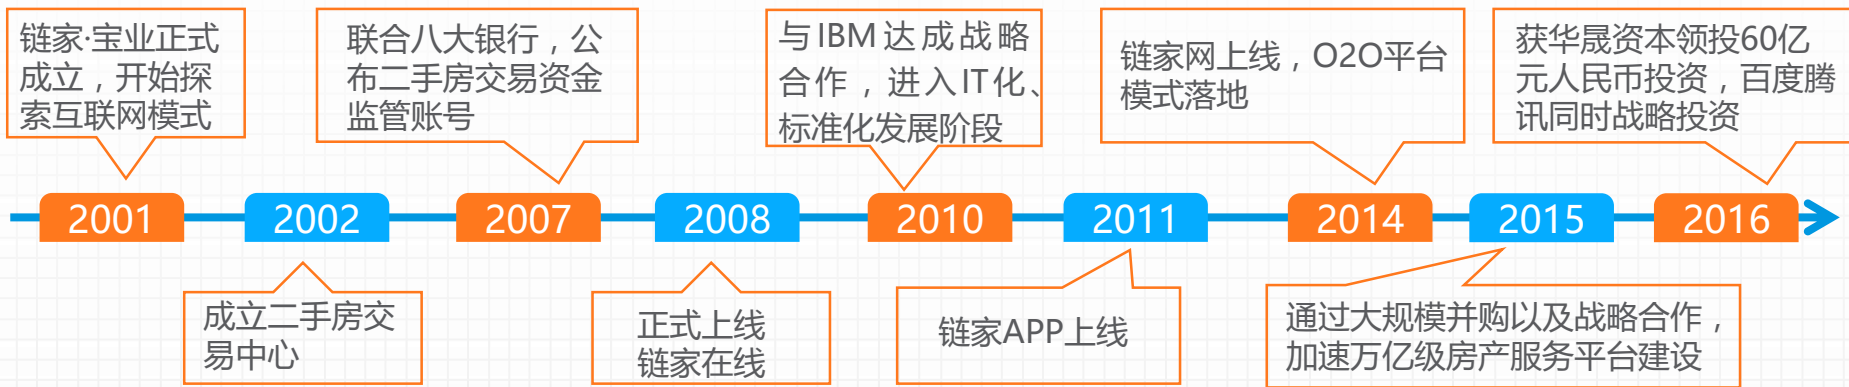 链家·宝业正式
成立，开始探
索互联网模式
联合八大银行，公
布二手房交易资金
监管账号
与IBM达成战略
合作，进入IT化、
标准化发展阶段
链家网上线，O2O平台
模式落地
获华晟资本领投60亿
元人民币投资，百度腾
讯同时战略投资
2001
2002
2007
2008
2010
2011
2014
2015
2016
成立二手房交
易中心
正式上线
链家在线
链家APP上线
通过大规模并购以及战略合作，
加速万亿级房产服务平台建设